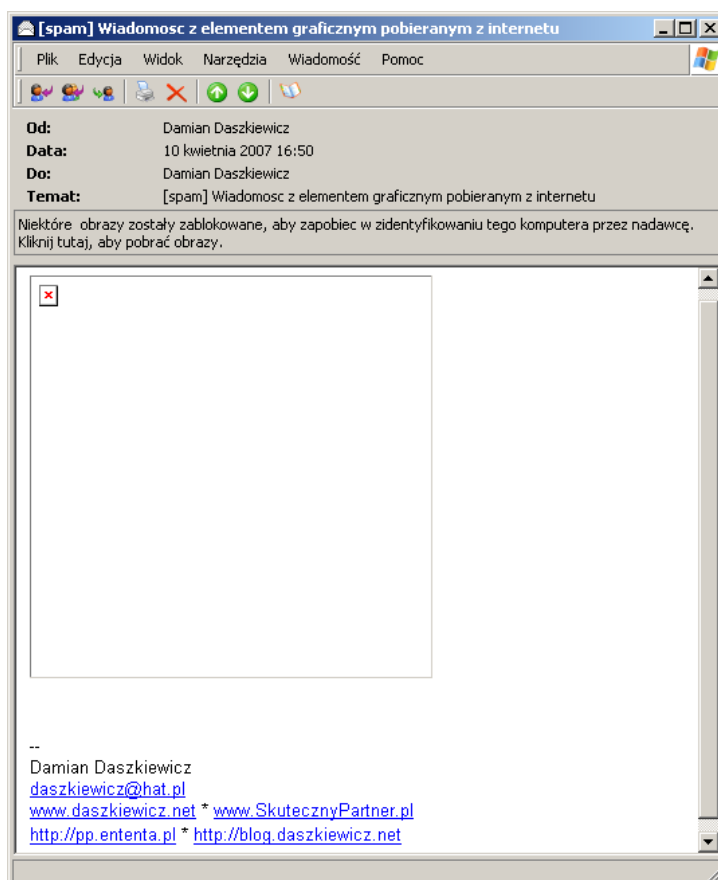 [spam] Wiadomosc z elementem graficznym pobieranym z internetu
Plik Edycja Widok Narzędzia Wiadomość Pomoc
Od: Damian Daszkiewicz
Data: 10 kwietnia 2007 16:50
Do: Damian Daszkiewicz
Temat: [spam] Wiadomosc z elementem graficznym pobieranym z internetu
Niektóre obrazy zostały zablokowane, aby zapobiec w zidentyfikowaniu tego komputera przez nadawcę.
Kliknij tutaj, aby pobrać obrazy.
--
Damian Daszkiewicz
daszkiewicz@hat.pl
www.daszkiewicz.net * www.SkutecznyPartner.pl
http://pp.ententa.pl * http://blog.daszkiewicz.net